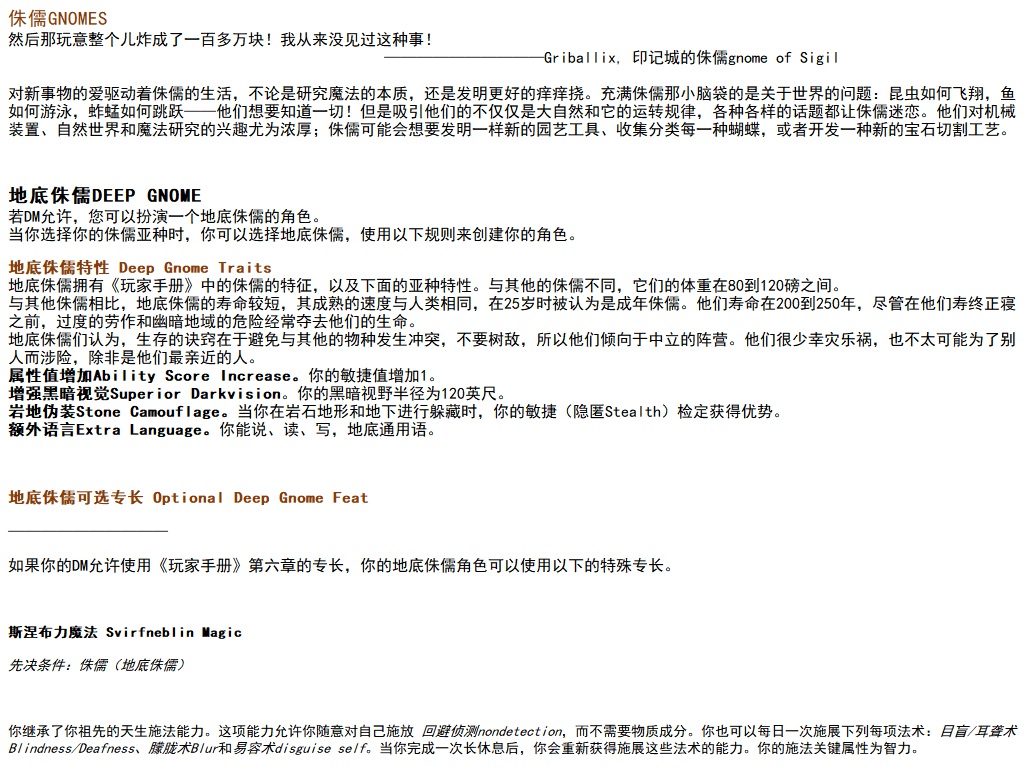 侏儒GNOMES
然后那玩意整个儿炸成了一百多万块！我从来没见过这种事！
————————————————————Griballix, 印记城的侏儒gnome of Sigil
对新事物的爱驱动着侏儒的生活，不论是研究魔法的本质，还是发明更好的痒痒挠。充满侏儒那小脑袋的是关于世界的问题：昆虫如何飞翔，鱼
如何游泳，蚱蜢如何跳跃——他们想要知道一切！但是吸引他们的不仅仅是大自然和它的运转规律，各种各样的话题都让侏儒迷恋。他们对机械
装置、自然世界和魔法研究的兴趣尤为浓厚；侏儒可能会想要发明一样新的园艺工具、收集分类每一种蝴蝶，或者开发一种新的宝石切割工艺。
地底侏儒DEEP GNOME
若DM允许，您可以扮演一个地底侏儒的角色。
当你选择你的侏儒亚种时，你可以选择地底侏儒，使用以下规则来创建你的角色。
地底侏儒特性 Deep Gnome Traits
地底侏儒拥有《玩家手册》中的侏儒的特征，以及下面的亚种特性。与其他的侏儒不同，它们的体重在80到120磅之间。
与其他侏儒相比，地底侏儒的寿命较短，其成熟的速度与人类相同，在25岁时被认为是成年侏儒。他们寿命在200到250年，尽管在他们寿终正寝
之前，过度的劳作和幽暗地域的危险经常夺去他们的生命。
地底侏儒们认为，生存的诀窍在于避免与其他的物种发生冲突，不要树敌，所以他们倾向于中立的阵营。他们很少幸灾乐祸，也不太可能为了别
人而涉险，除非是他们最亲近的人。
属性值增加Ability Score Increase。你的敏捷值增加1。
增强黑暗视觉Superior Darkvision。你的黑暗视野半径为120英尺。
岩地伪装Stone Camouflage。当你在岩石地形和地下进行躲藏时，你的敏捷（隐匿Stealth）检定获得优势。
额外语言Extra Language。你能说、读、写，地底通用语。
地底侏儒可选专长 Optional Deep Gnome Feat
————————————————————
如果你的DM允许使用《玩家手册》第六章的专长，你的地底侏儒角色可以使用以下的特殊专长。
斯涅布力魔法 Svirfneblin Magic
先决条件：侏儒（地底侏儒）
你继承了你祖先的天生施法能力。这项能力允许你随意对自己施放 回避侦测nondetection，而不需要物质成分。你也可以每日一次施展下列每项法术：目盲/耳聋术
Blindness/Deafness、朦胧术Blur和易容术disguise self。当你完成一次长休息后，你会重新获得施展这些法术的能力。你的施法关键属性为智力。